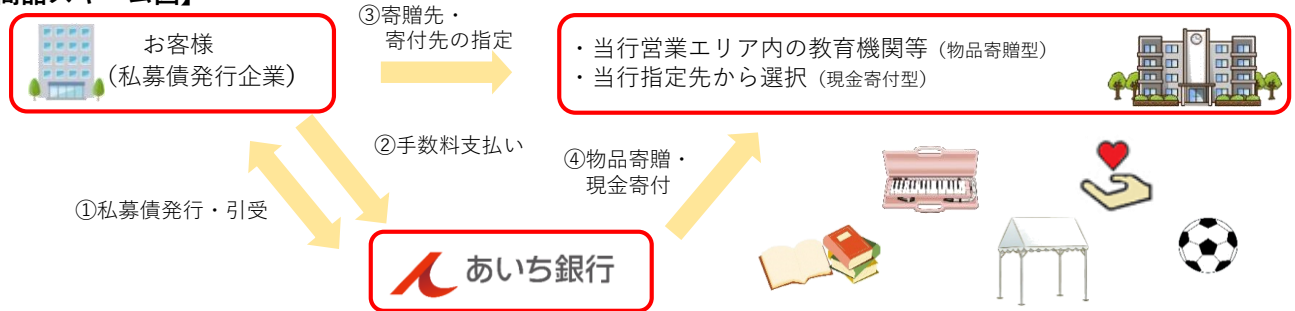 ③寄贈先・
寄付先の指定
お客様
(私募債発行企業)
・当行営業エリア内の教育機関等（物品寄贈型）
・当行指定先から選択（現金寄付型）
②手数料支払い
④物品寄贈・
現金寄付
①私募債発行・引受
あいち銀行